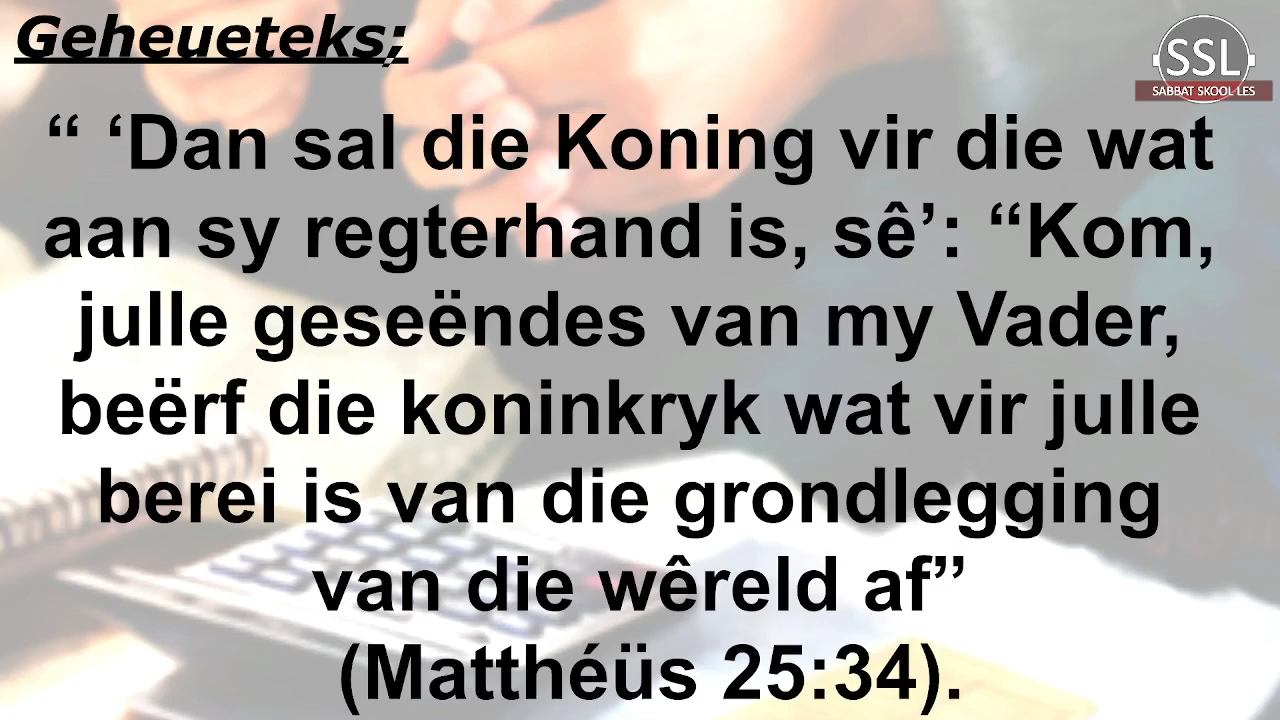 Geheueteks;
SSL
SABBAT SKOOL LES
“ ‘Dan sal die Koning vir die wat
aan sy regterhand is, sê’: “Kom,
julle geseëndes van my Vader,
beërf die koninkryk wat vir julle
berei is van die grondlegging
van die wêreld af”
(Matthéüs 25:34).